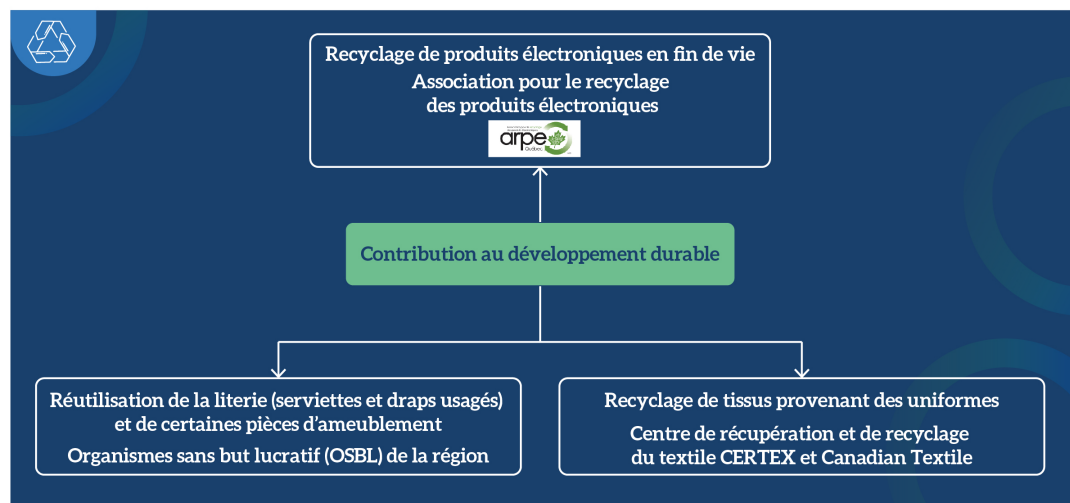 Recyclage de produits électroniques en fin de vie
Association pour le recyclage
des produits électroniques
arpe
Québec
Contribution au développement durable
Réutilisation de la literie (serviettes et draps usagés)
et de certaines pièces d’ameublement
Organismes sans but lucratif (OSBL) de la région
Recyclage de tissus provenant des uniformes
Centre de récupération et de recyclage
du textile CERTEX et Canadian Textile